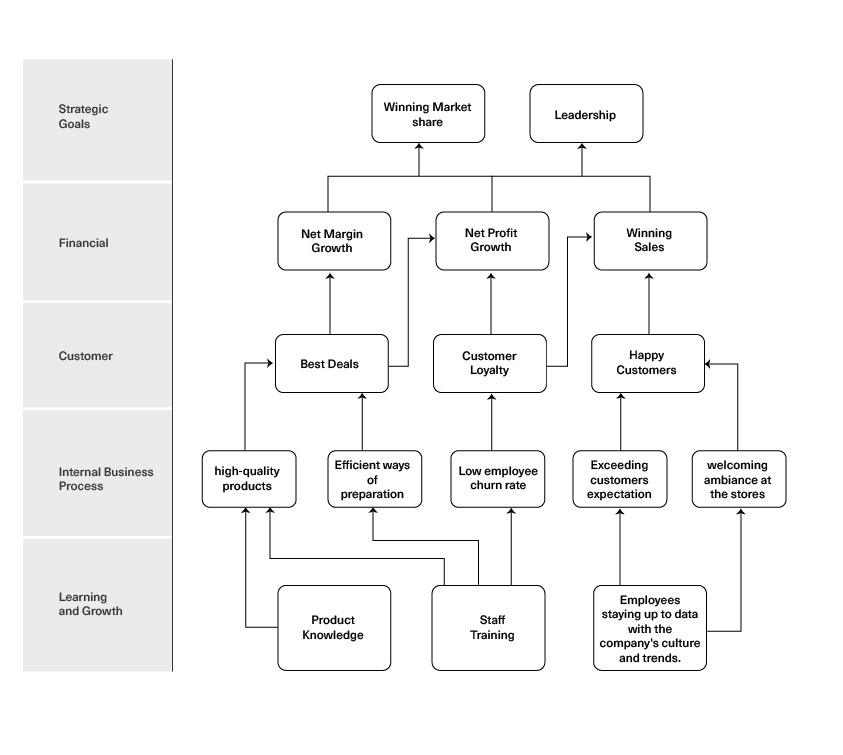 Strategic
Goals
Winning Market
share
Leadership
Financial
Net Margin
Growth
Net Profit
Growth
Winning
Sales
Customer
Best Deals
Customer
Loyalty
Happy
Customers
Internal Business
Process
high-quality
products
Efficient ways
of
preparation
Low employee
churn rate
Exceeding
customers
expectation
welcoming
ambiance at
the stores
Learning
and Growth
Product
Knowledge
Staff
Training
Employees
staying up to data
with the
company's culture
and trends.